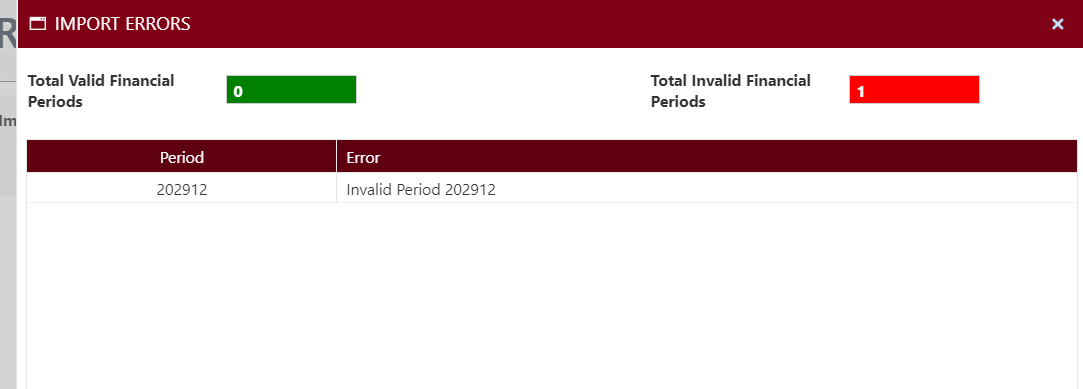 R
IMPORT ERRORS
Total Valid Financial
Periods
0
Total Invalid Financial
Periods
1
Im
Period Error
202912 Invalid Period 202912